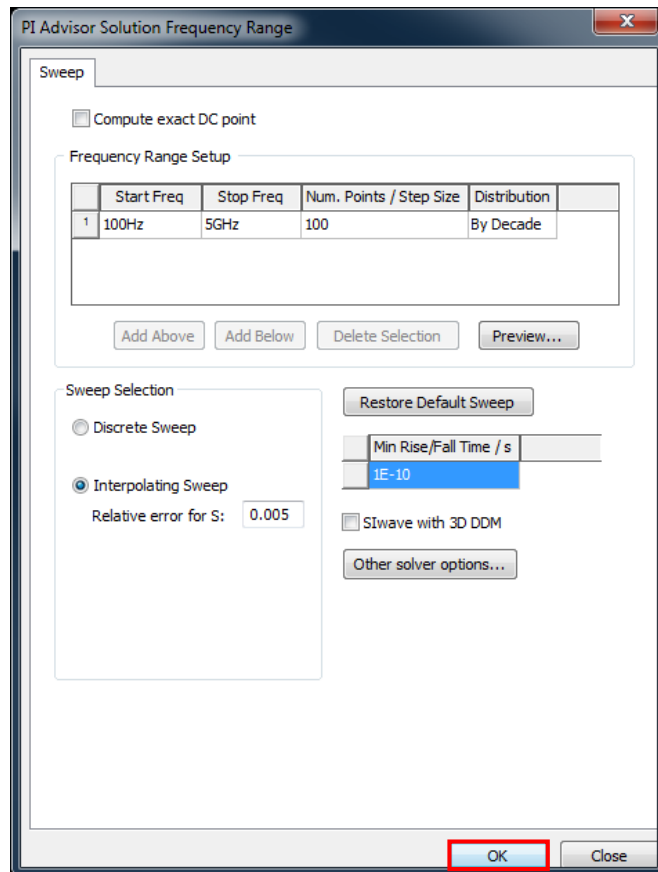 PI Advisor Solution Frequency Range
x
Sweep
Compute exact DC point
Frequency Range Setup
Start Freq Stop Freq Num. Points / Step Size Distribution
1 100Hz 5GHz 100 By Decade
Add Above Add Below Delete Selection Preview...
Sweep Selection
Restore Default Sweep
Discrete Sweep
Min Rise/Fall Time / s
1E-10
Interpolating Sweep
Relative error for S: 0.005
SIwave with 3D DDM
Other solver options...
OK Close